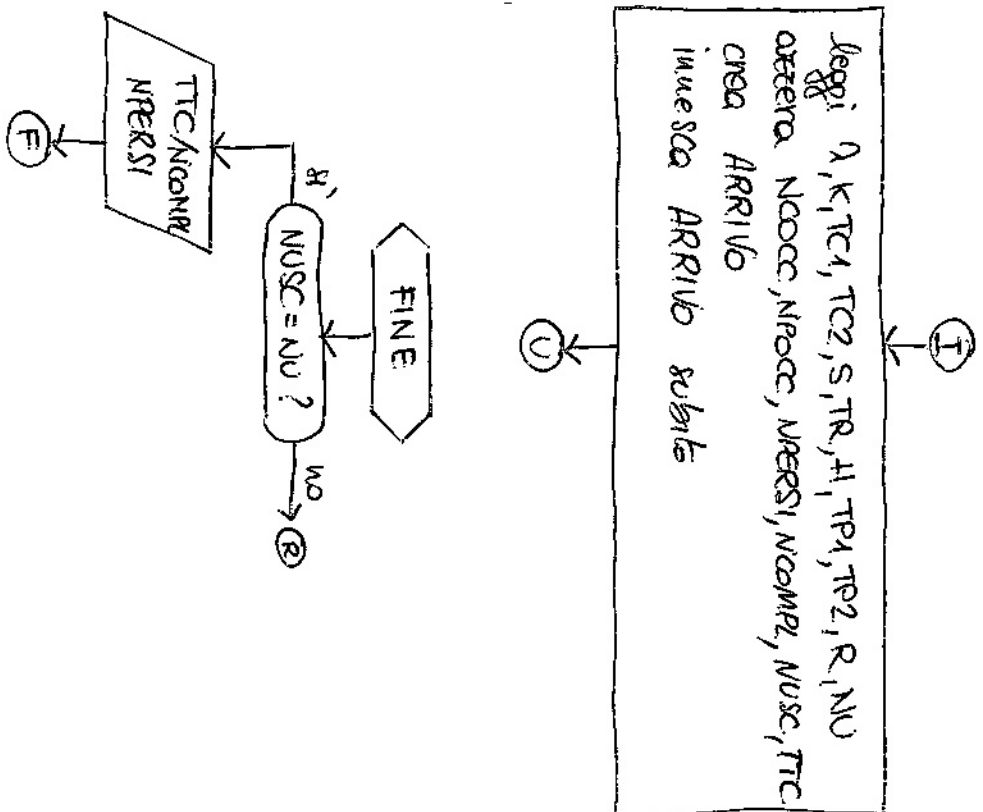 I
leggi λ, K, TC1, TC2, S, TR, H, TP1, TP2, R, NU
azzera NCOCC, NPOCC, NPERSI, NCOMPL, NUSC, TTC
crea ARRIVO
innesca ARRIVO subito
U
FINE
NUSC = NU ?
sì
no
R
TTC/NCOMPL
NPERSI
F